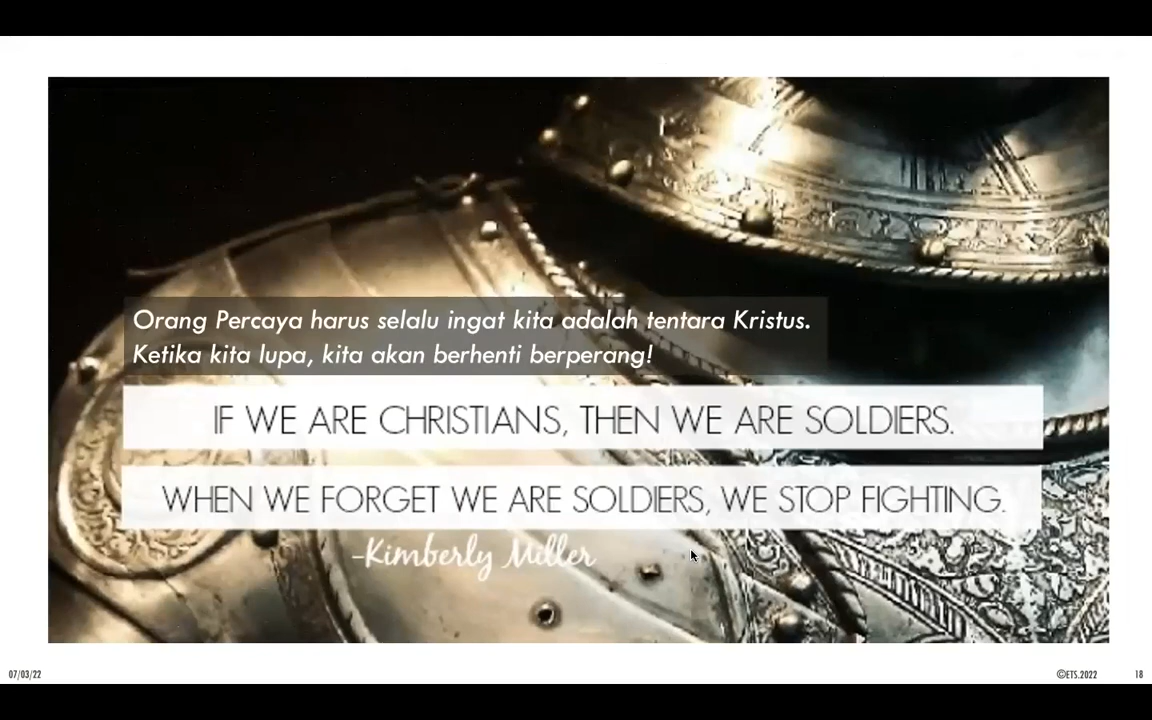 Orang Percaya harus selalu ingat kita adalah tentara Kristus.
Ketika kita lupa, kita akan berhenti berperang!
IF WE ARE CHRISTIANS, THEN WE ARE SOLDIERS.
WHEN WE FORGET WE ARE SOLDIERS, WE STOP FIGHTING.
-Kimberly Miller
07/03/22
©ETS.2022
18